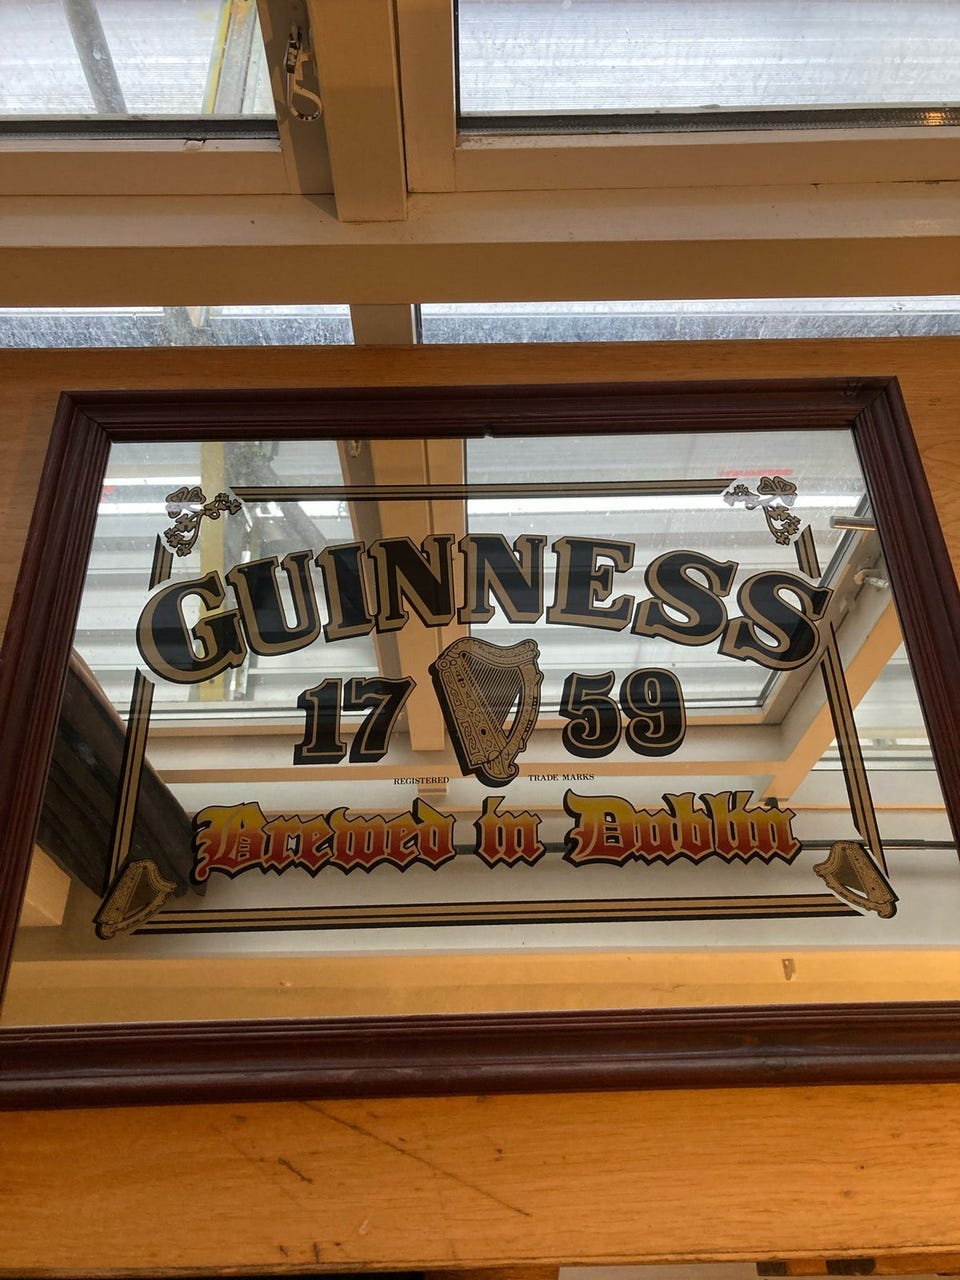 GUINNESS
17 59
REGISTERED TRADE MARKS
Brewed in Dublin